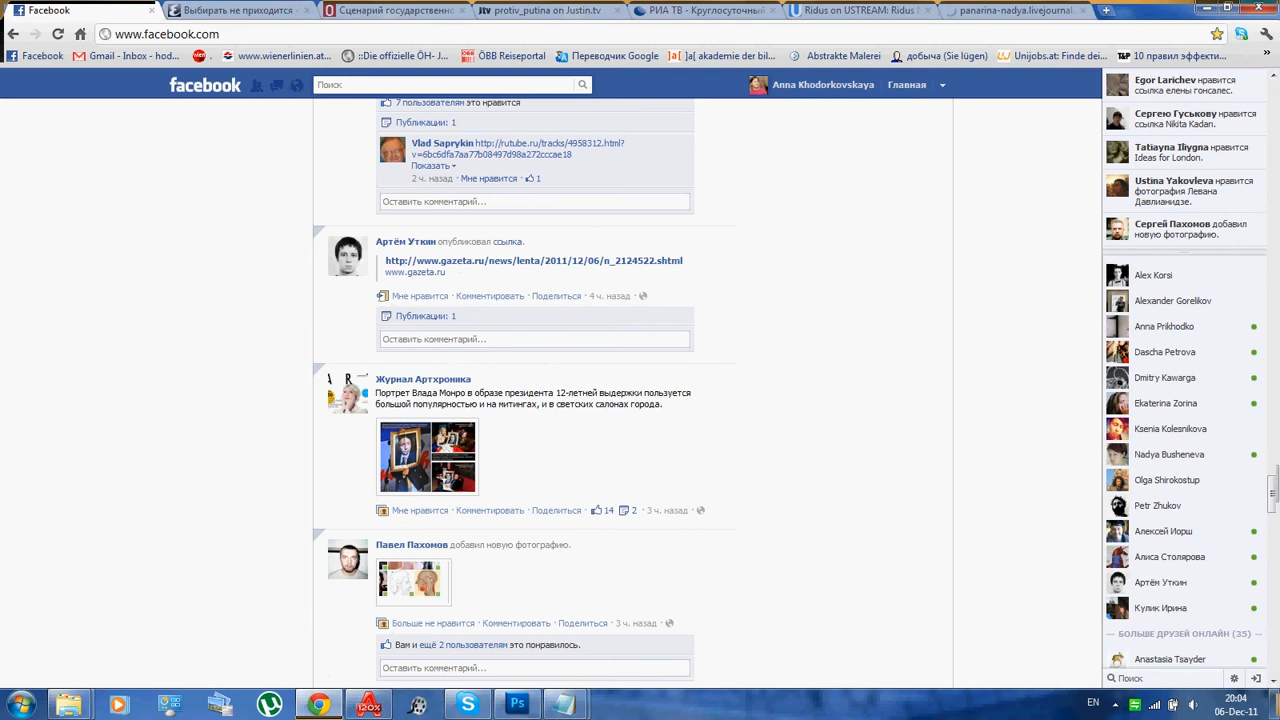 Facebook
Выбирать не приходится -
Сценарий государственног
protiv_putina on Justin.tv
РИА ТВ - Круглосуточный
Ridus on USTREAM: Ridus
panarina-nadya.livejournal
www.facebook.com
Facebook
Gmail - Inbox - hod...
www.wienerlinien.at
::Die offizielle ÖH- J...
ÖBB Reiseportal
Переводчик Google
]a[ akademie der bil...
Abstrakte Malerei
добыча (Sie lügen)
Unijobs.at: Finde dei...
10 правил эффекти...
facebook
Поиск
Anna Khodorkovskaya
Главная
7 пользователям это нравится
Публикации: 1
Vlad Saprykin http://rutube.ru/tracks/4958312.html?
v=6bc6dfa7aa77b08497d98a272cccae18
Показать
2 ч. назад · Мне нравится · 1
Оставить комментарий...
Артём Уткин опубликовал ссылка.
http://www.gazeta.ru/news/lenta/2011/12/06/n_2124522.shtml
www.gazeta.ru
Мне нравится · Комментировать · Поделиться · 4 ч. назад ·
Публикации: 1
Оставить комментарий...
Журнал Артхроника
Портрет Влада Монро в образе президента 12-летней выдержки пользуется
большой популярностью и на митингах, и в светских салонах города.
Мне нравится · Комментировать · Поделиться · 14 2 · 3 ч. назад ·
Павел Пахомов добавил новую фотографию.
Больше не нравится · Комментировать · Поделиться · 3 ч. назад ·
Вам и ещё 2 пользователям это понравилось.
Оставить комментарий...
Egor Larichev нравится
ссылка елены гонсалес.
Сергею Гуськову нравится
ссылка Nikita Kadan.
Tatiayna Iliygna нравится
Ideas for London.
Ustina Yakovleva нравится
фотография Левана
Давлианидзе.
Сергей Пахомов добавил
новую фотографию.
Alex Korsi
Alexander Gorelikov
Anna Prikhodko
Dascha Petrova
Dmitry Kawarga
Ekaterina Zorina
Ksenia Kolesnikova
Nadya Busheneva
Olga Shirokostup
Petr Zhukov
Алексей Иорш
Алиса Столярова
Артём Уткин
Кулик Ирина
БОЛЬШЕ ДРУЗЕЙ ОНЛАЙН (35)
Anastasia Tsayder
Поиск
EN
20:04
06-Dec-11